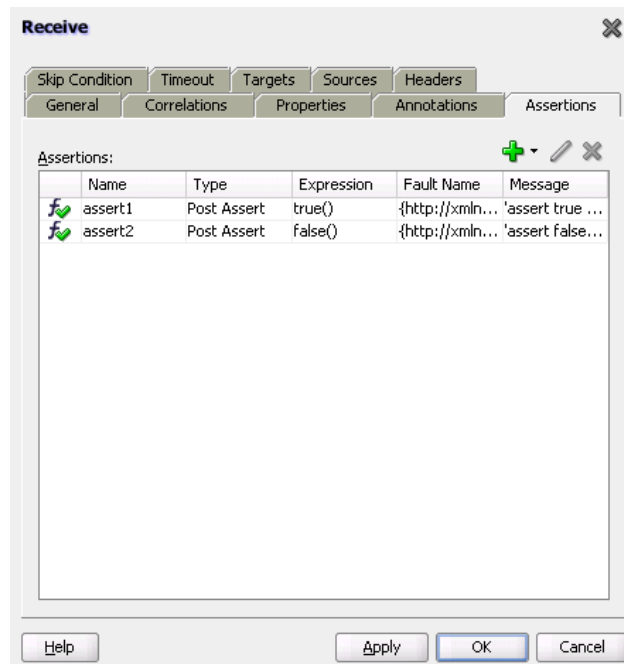 Receive
Skip Condition Timeout Targets Sources Headers
General Correlations Properties Annotations Assertions
Assertions:
Name Type Expression Fault Name Message
assert1 Post Assert true() {http://xmln... 'assert true ...
assert2 Post Assert false() {http://xmln... 'assert false...
Help Apply OK Cancel